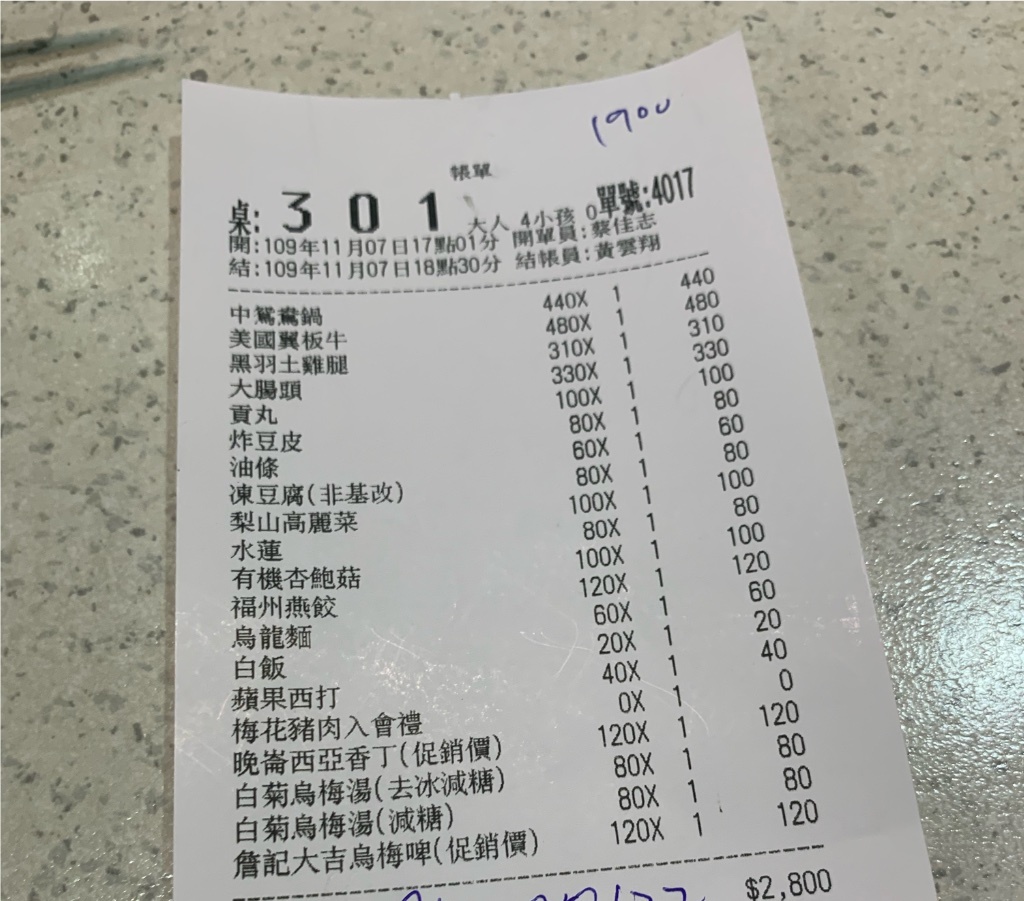 1900
帳單
桌: 301 大人 4小孩 0 單號:4017
開:109年11月07日17點01分 開單員:蔡佳志
結:109年11月07日18點30分 結帳員:黃雲翔
中鴛鴦鍋 440X 1 440
美國翼板牛 480X 1 480
黑羽土雞腿 310X 1 310
大腸頭 330X 1 330
貢丸 100X 1 100
炸豆皮 80X 1 80
油條 60X 1 60
凍豆腐(非基改) 80X 1 80
梨山高麗菜 100X 1 100
水蓮 80X 1 80
有機杏鮑菇 100X 1 100
福州燕餃 120X 1 120
烏龍麵 60X 1 60
白飯 20X 1 20
蘋果西打 40X 1 40
梅花豬肉入會禮 0X 1 0
晚崙西亞香丁(促銷價) 120X 1 120
白菊烏梅湯(去冰減糖) 80X 1 80
白菊烏梅湯(減糖) 80X 1 80
詹記大吉烏梅啤(促銷價) 120X 1 120
$2,800